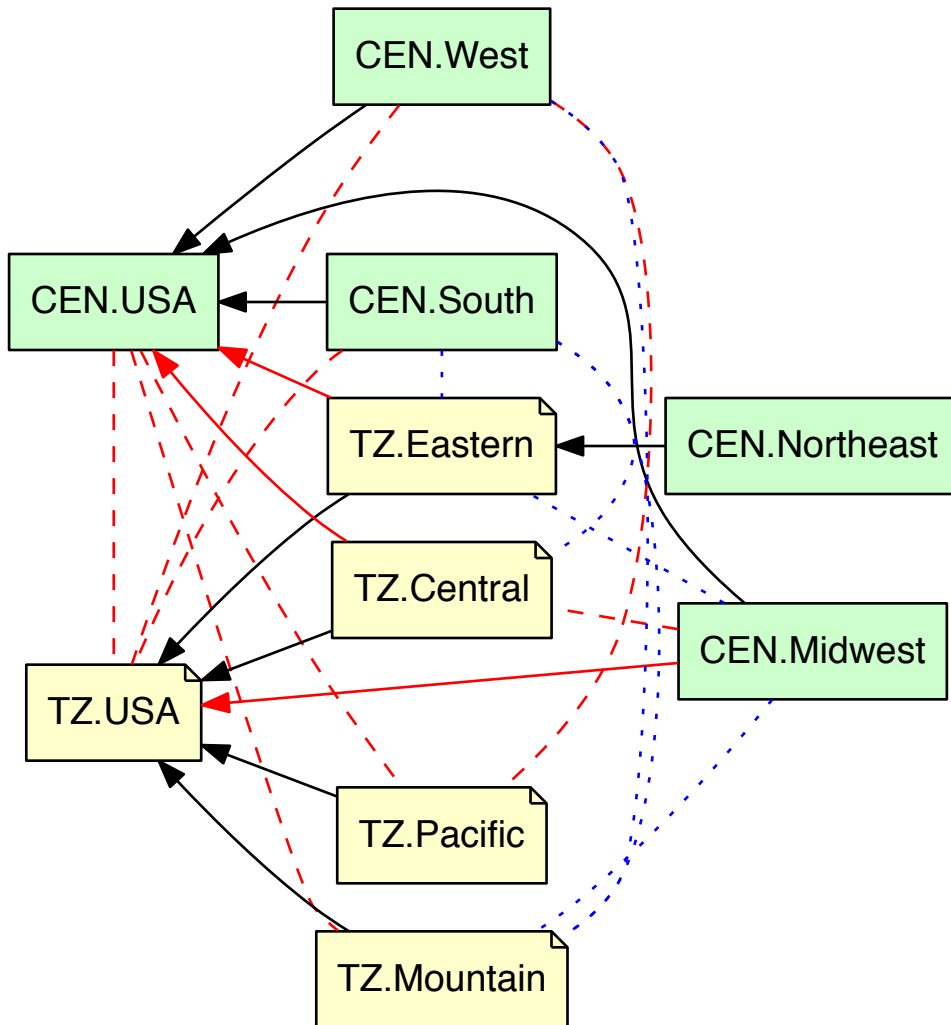 CEN.West
CEN.USA
CEN.South
TZ.Eastern
CEN.Northeast
TZ.Central
CEN.Midwest
TZ.USA
TZ.Pacific
TZ.Mountain